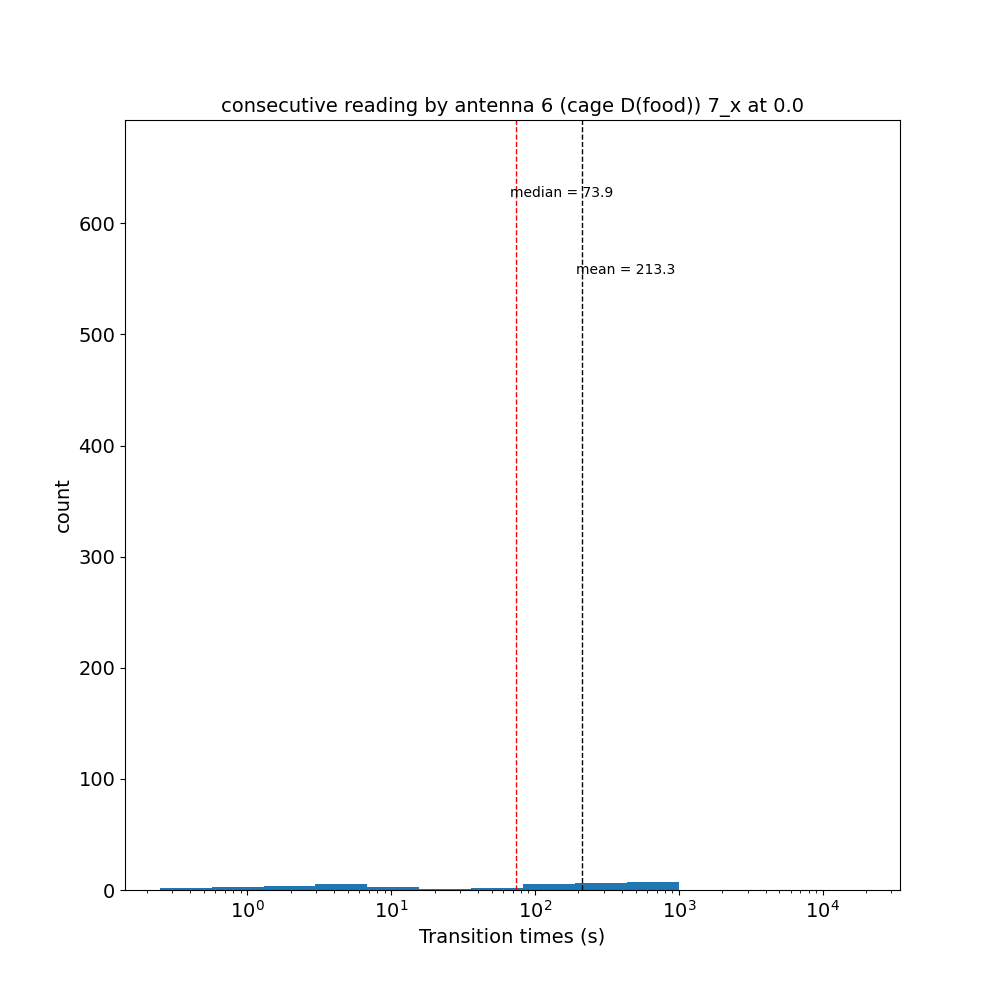 consecutive reading by antenna 6 (cage D(food)) 7_x at 0.0
median = 73.9
mean = 213.3
600
500
400
300
200
100
0
count
10^0 10^1 10^2 10^3 10^4
Transition times (s)